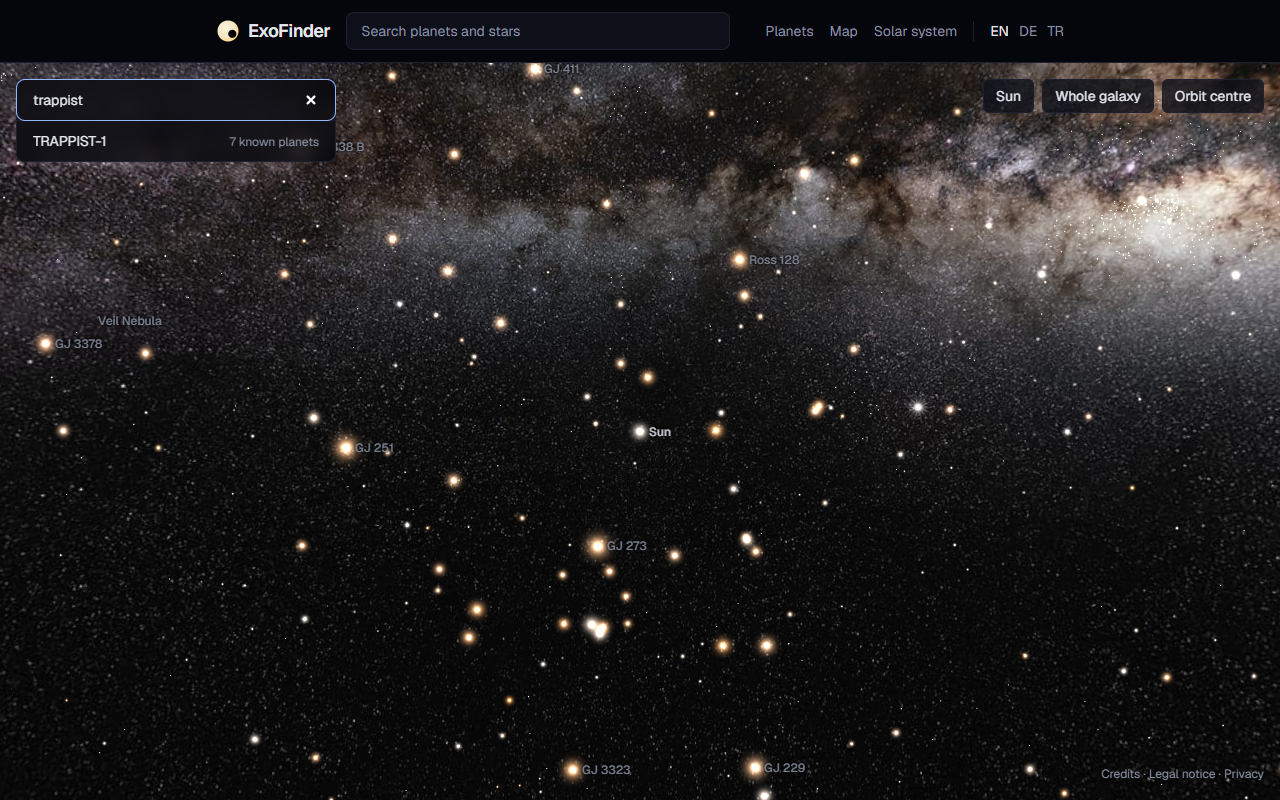 ExoFinder
Search planets and stars
Planets
Map
Solar system
EN
DE
TR
GJ 411
trappist
Sun
Whole galaxy
Orbit centre
TRAPPIST-1
7 known planets
38 B
Ross 128
Veil Nebula
GJ 3378
Sun
GJ 251
GJ 273
GJ 3323
GJ 229
Credits · Legal notice · Privacy